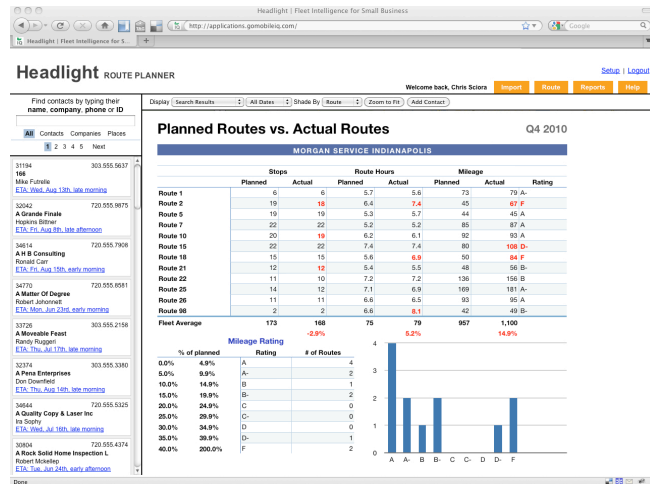 Headlight | Fleet Intelligence for Small Business
http://applications.gomobileiq.com/
Google
Headlight | Fleet Intelligence for S...
Headlight ROUTE PLANNER
Setup | Logout
Welcome back, Chris Sciora Import Route Reports Help
Find contacts by typing their
name, company, phone or ID
All Contacts Companies Places
1 2 3 4 5 Next
31194 303.555.5637
166
Mike Futrelle
ETA: Wed, Aug 13th, late morning
32042 720.555.9875
A Grande Finale
Hopkins Bittner
ETA: Fri, Aug 8th, late afternoon
34614 720.555.7908
A H B Consulting
Ronald Carr
ETA: Fri, Aug 15th, early morning
34770 720.555.8581
A Matter Of Degree
Robert Johonnett
ETA: Mon, Jun 23rd, early morning
33726 303.555.2158
A Moveable Feast
Randy Ruggeri
ETA: Thu, Jul 17th, late morning
32374 303.555.3380
A Pena Enterprises
Don Downfield
ETA: Thu, Aug 14th, late morning
34644 720.555.5325
A Quality Copy & Laser Inc
Ira Sophy
ETA: Wed, Jul 16th, late morning
30804 720.555.4374
A Rock Solid Home Inspection L
Robert Mckellep
ETA: Tue, Jun 24th, early afternoon
Display Search Results All Dates Shade By Route Zoom to Fit Add Contact
Planned Routes vs. Actual Routes Q4 2010
MORGAN SERVICE INDIANAPOLIS
Stops Route Hours Mileage
Planned Actual Planned Actual Planned Actual Rating
Route 1 6 6 5.7 5.6 73 79 A-
Route 2 19 18 6.4 7.4 45 67 F
Route 5 19 19 5.3 5.7 44 45 A
Route 7 22 22 5.2 5.2 85 87 A
Route 10 20 19 6.2 6.1 92 93 A
Route 15 22 22 7.4 7.4 80 108 D-
Route 18 15 15 5.6 6.9 50 84 F
Route 21 12 12 5.4 5.5 48 56 B-
Route 22 11 10 7.2 7.2 136 156 B
Route 25 14 12 7.1 6.9 169 181 A-
Route 26 11 11 6.6 6.5 93 95 A
Route 98 2 2 6.6 8.1 42 49 B-
Fleet Average 173 168 75 79 957 1,100
-2.9% 5.2% 14.9%
Mileage Rating
% of planned Rating # of Routes
0.0% 4.9% A 4
5.0% 9.9% A- 2
10.0% 14.9% B 1
15.0% 19.9% B- 2
20.0% 24.9% C 0
25.0% 29.9% C- 0
30.0% 34.9% D 0
35.0% 39.9% D- 1
40.0% 200.0% F 2
4
3
2
1
0
A A- B B- C C- D D- F
Done